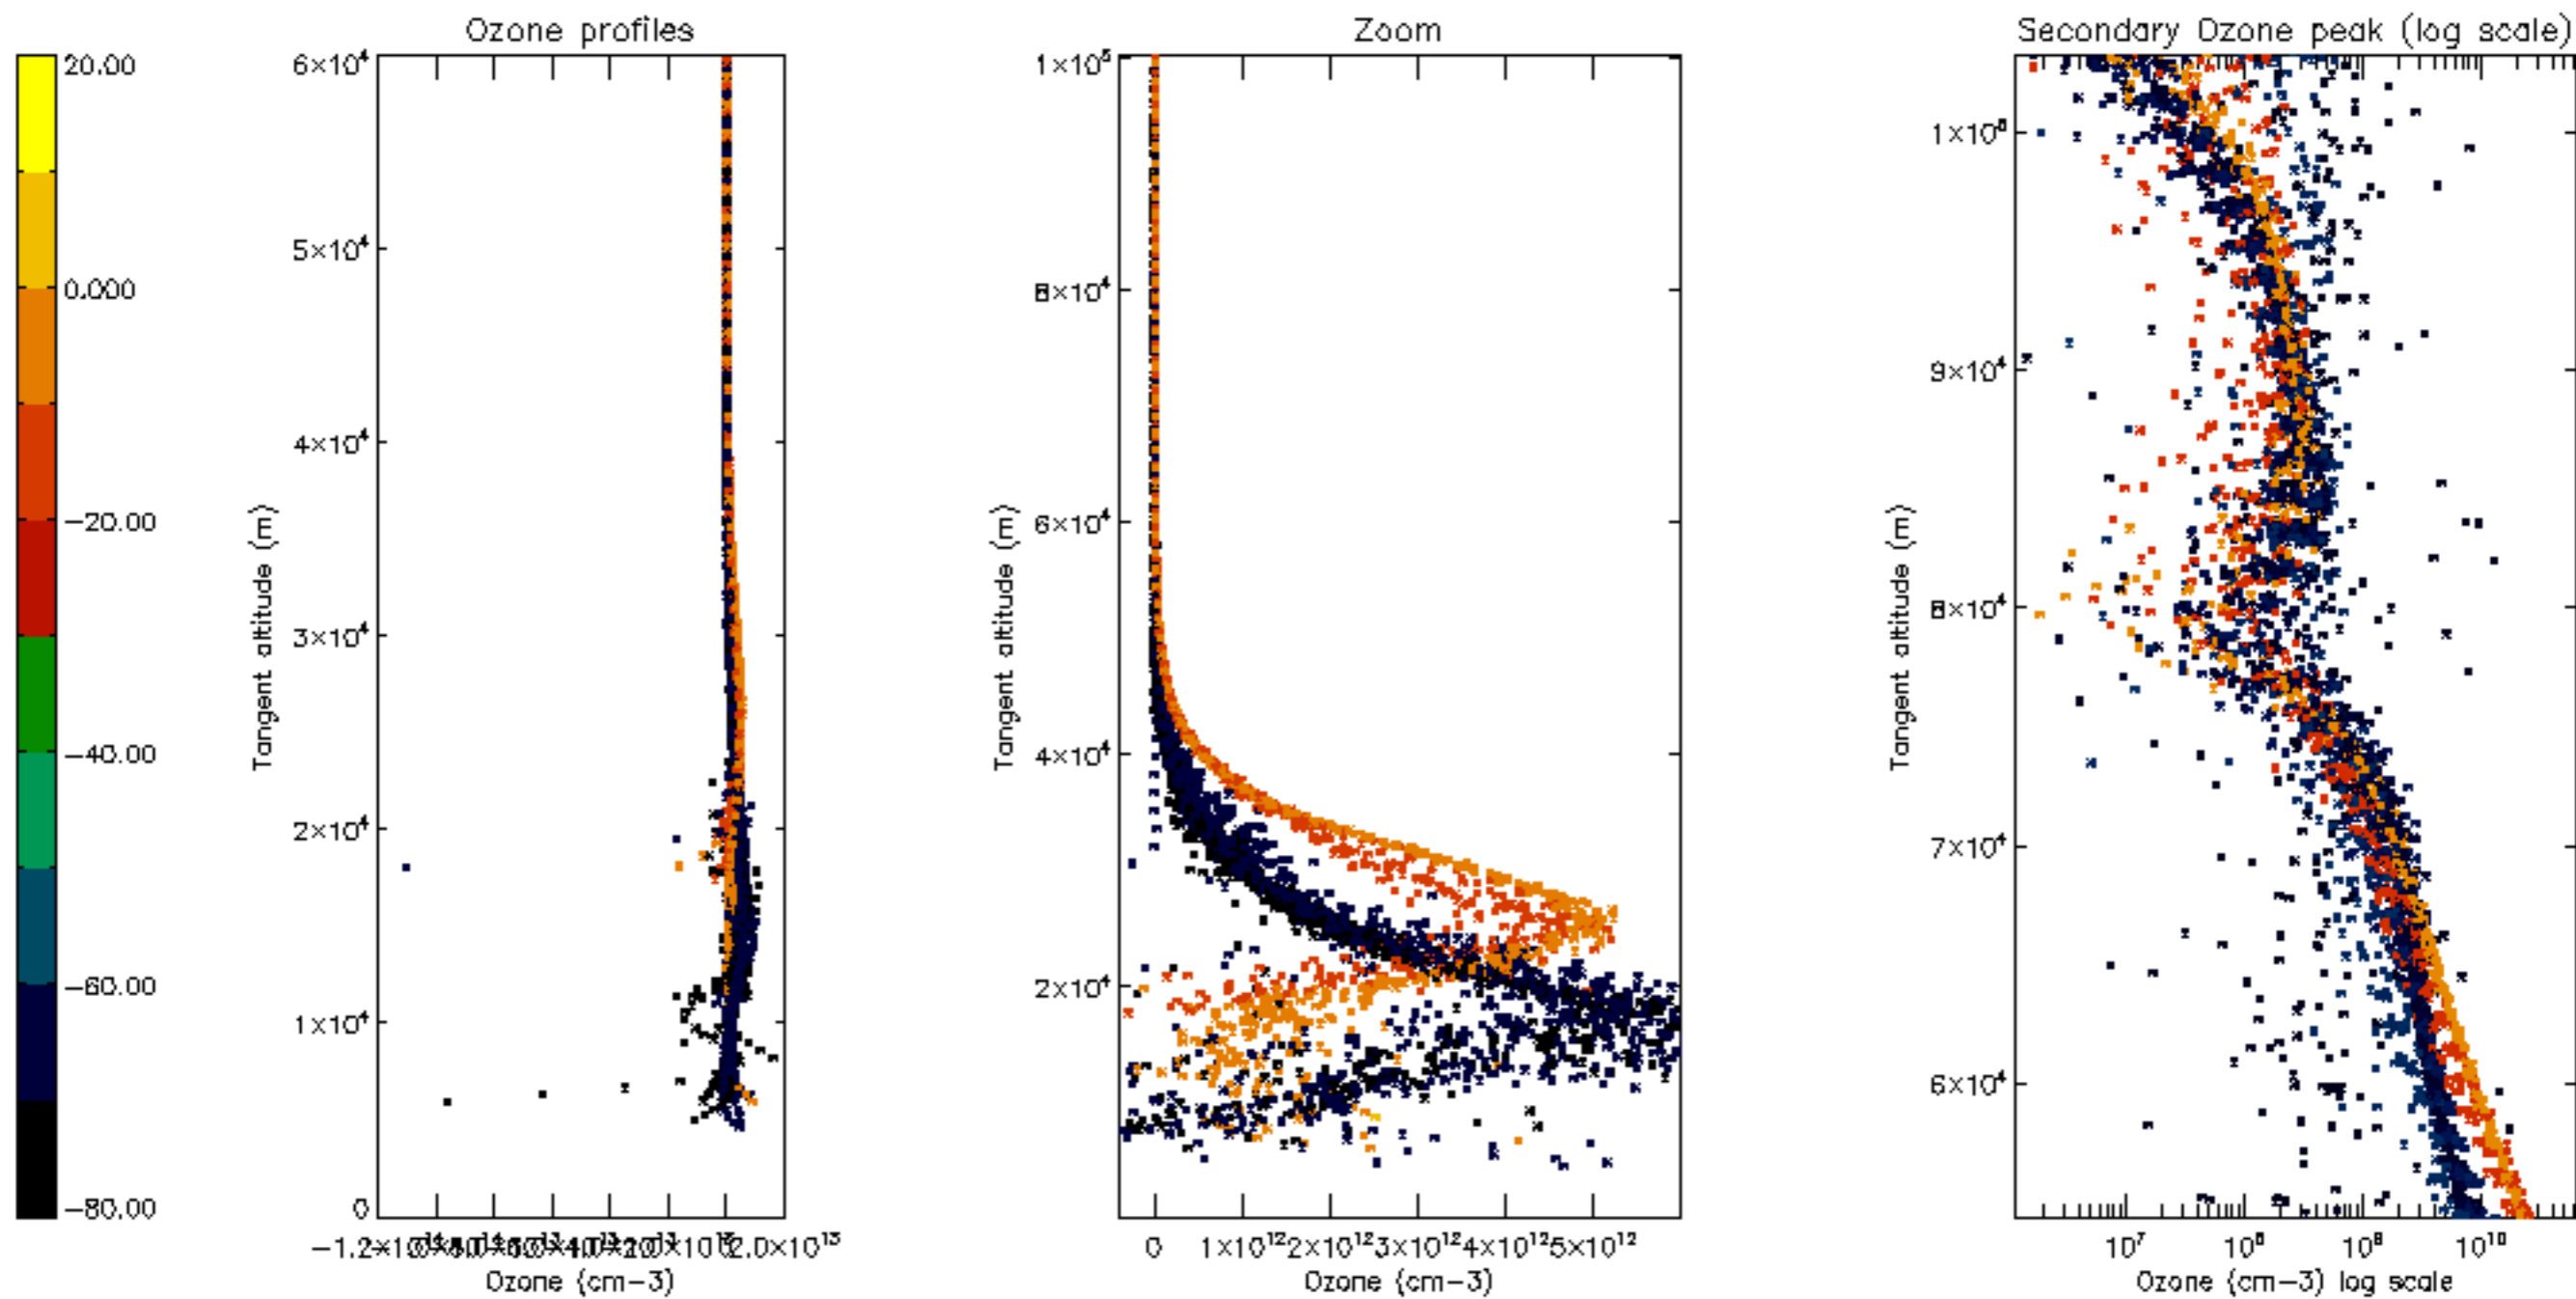 Ozone profiles
Zoom
Secondary Ozone peak (log scale)
20.00
0.000
−20.00
−40.00
−60.00
−80.00
Tangent altitude (m)
6×10⁴
5×10⁴
4×10⁴
3×10⁴
2×10⁴
1×10⁴
0
2.0×10¹³
Ozone (cm−3)
Tangent altitude (m)
1×10⁵
8×10⁴
6×10⁴
4×10⁴
2×10⁴
0 1×10¹² 2×10¹² 3×10¹² 4×10¹² 5×10¹²
Ozone (cm−3)
Tangent altitude (m)
9×10⁴
8×10⁴
7×10⁴
6×10⁴
10⁷ 10⁸ 10⁹ 10¹⁰
Ozone (cm−3) log scale